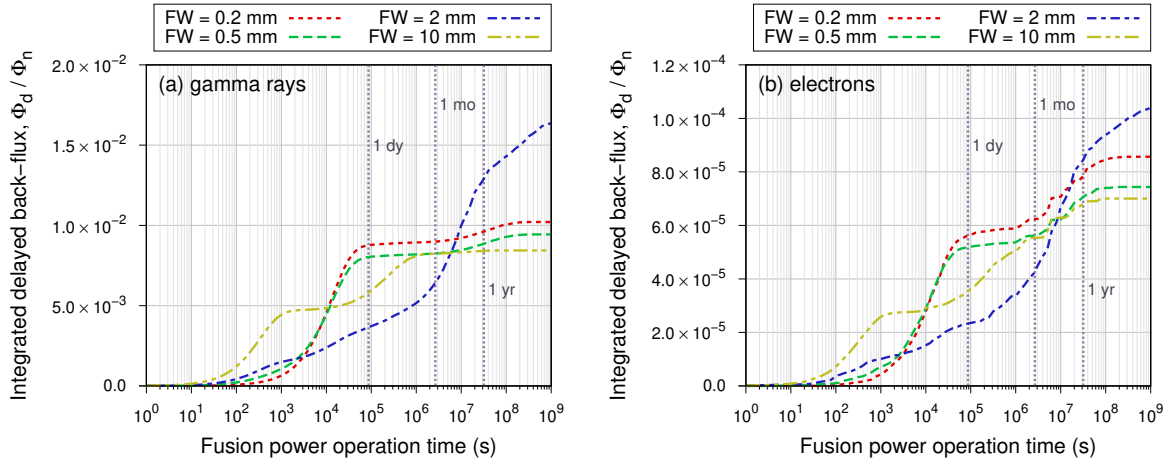 FW = 0.2 mm FW = 2 mm
FW = 0.5 mm FW = 10 mm
Integrated delayed back−flux, Φd / Φn
2.0 × 10⁻²
1.5 × 10⁻²
1.0 × 10⁻²
5.0 × 10⁻³
0.0
(a) gamma rays
1 mo
1 dy
1 yr
10⁰ 10¹ 10² 10³ 10⁴ 10⁵ 10⁶ 10⁷ 10⁸ 10⁹
Fusion power operation time (s)
FW = 0.2 mm FW = 2 mm
FW = 0.5 mm FW = 10 mm
Integrated delayed back−flux, Φd / Φn
1.2 × 10⁻⁴
1.0 × 10⁻⁴
8.0 × 10⁻⁵
6.0 × 10⁻⁵
4.0 × 10⁻⁵
2.0 × 10⁻⁵
0.0
(b) electrons
1 mo
1 dy
1 yr
10⁰ 10¹ 10² 10³ 10⁴ 10⁵ 10⁶ 10⁷ 10⁸ 10⁹
Fusion power operation time (s)